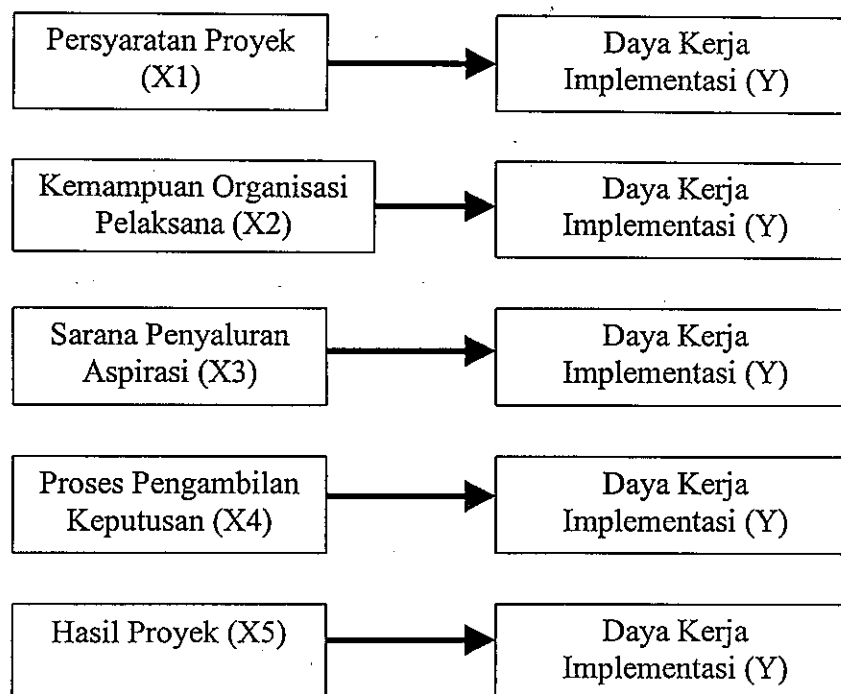 Persyaratan Proyek
(X1)
Daya Kerja
Implementasi (Y)
Kemampuan Organisasi
Pelaksana (X2)
Daya Kerja
Implementasi (Y)
Sarana Penyaluran
Aspirasi (X3)
Daya Kerja
Implementasi (Y)
Proses Pengambilan
Keputusan (X4)
Daya Kerja
Implementasi (Y)
Hasil Proyek (X5)
Daya Kerja
Implementasi (Y)